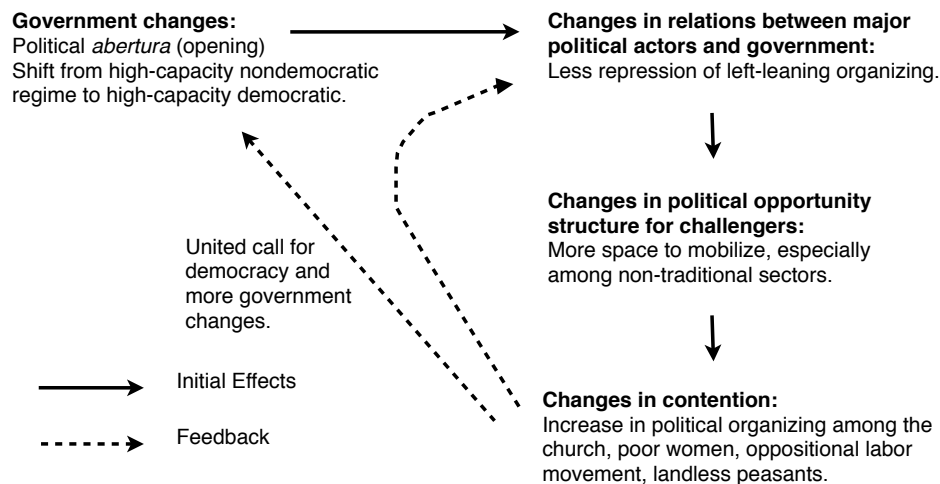 Government changes:
Political abertura (opening)
Shift from high-capacity nondemocratic
regime to high-capacity democratic.
Changes in relations between major
political actors and government:
Less repression of left-leaning organizing.
Changes in political opportunity
structure for challengers:
More space to mobilize, especially
among non-traditional sectors.
United call for
democracy and
more government
changes.
Initial Effects
Feedback
Changes in contention:
Increase in political organizing among the
church, poor women, oppositional labor
movement, landless peasants.